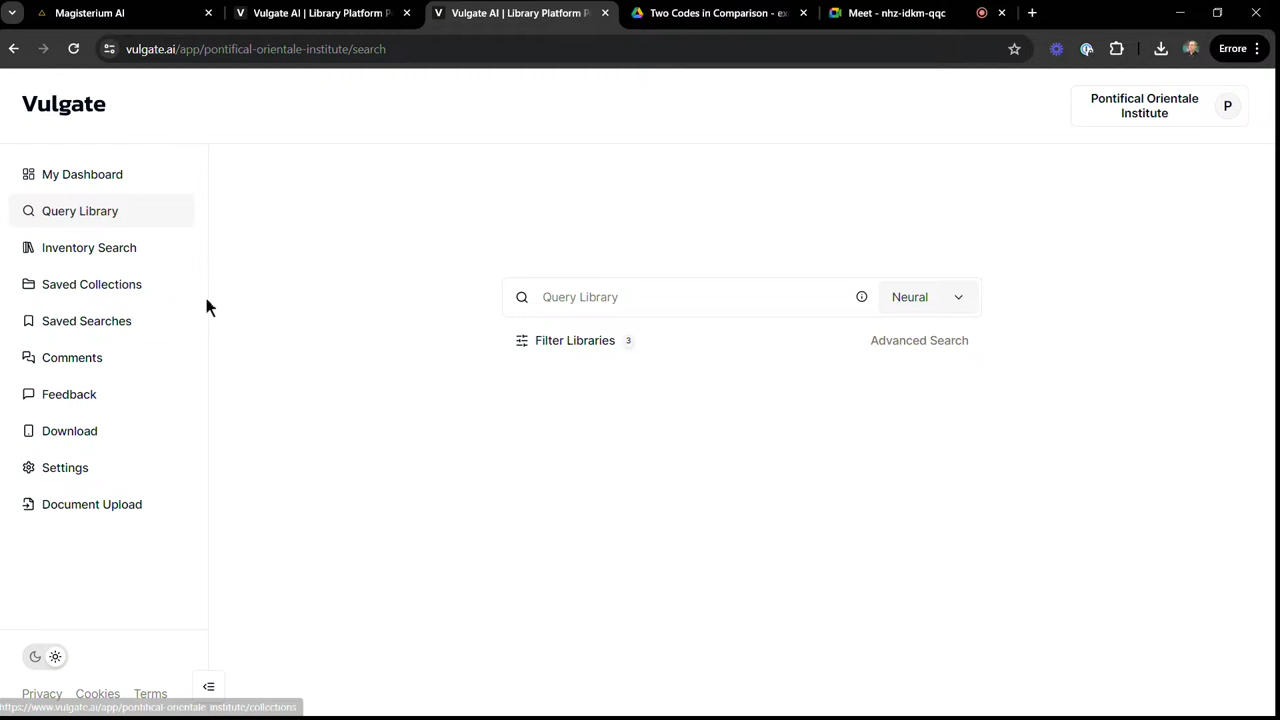 Magisterium AI
Vulgate AI | Library Platform P
Vulgate AI | Library Platform P
Two Codes in Comparison - ex
Meet - nhz-idkm-qqc
vulgate.ai/app/pontifical-orientale-institute/search
Errore
Vulgate
Pontifical Orientale
Institute
P
My Dashboard
Query Library
Inventory Search
Saved Collections
Saved Searches
Comments
Feedback
Download
Settings
Document Upload
Query Library
Neural
Filter Libraries 3
Advanced Search
Privacy Cookies Terms
https://www.vulgate.ai/app/pontifical-orientale-institute/collections